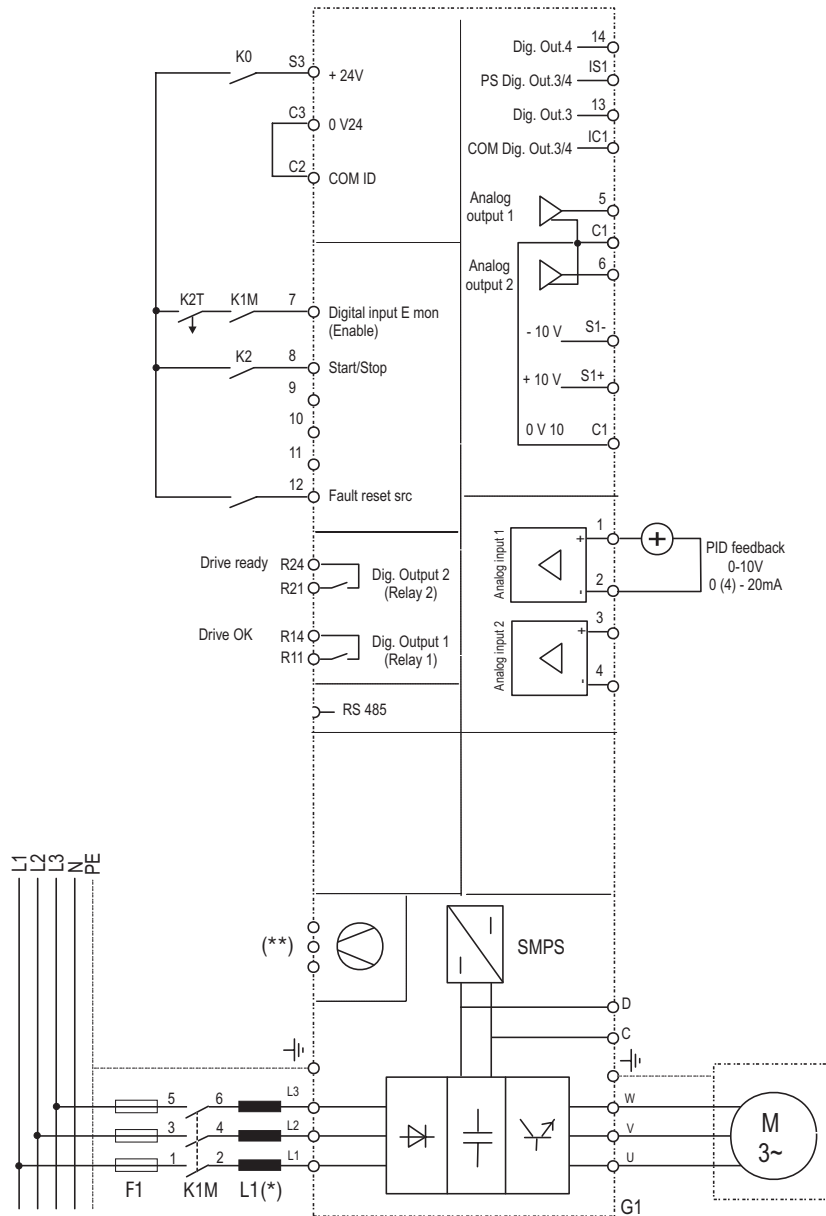 K0
S3
+ 24V
C3
0 V24
C2
COM ID
K2T
K1M
7
Digital input E mon
(Enable)
K2
8
Start/Stop
9
10
11
12
Fault reset src
Drive ready
R24
R21
Dig. Output 2
(Relay 2)
Drive OK
R14
R11
Dig. Output 1
(Relay 1)
RS 485
Dig. Out.4
14
PS Dig. Out.3/4
IS1
Dig. Out.3
13
COM Dig. Out.3/4
IC1
Analog
output 1
5
C1
Analog
output 2
6
- 10 V
S1-
+ 10 V
S1+
0 V 10
C1
Analog input 1
+
-
1
2
+
PID feedback
0-10V
0 (4) - 20mA
Analog input 2
+
-
3
4
L1
L2
L3
N
PE
(**)
SMPS
D
C
5
6
L3
3
4
L2
1
2
L1
F1
K1M
L1(*)
W
V
U
M
3~
G1